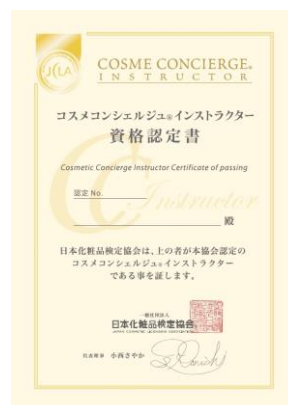 JCLA
COSME CONCIERGE®
INSTRUCTOR
コスメコンシェルジュ®インストラクター
資格認定書
Cosmetic Concierge Instructor Certificate of passing
認定 No.
Instructor
殿
日本化粧品検定協会は、上の者が本協会認定の
コスメコンシェルジュ®インストラクター
である事を証します。
一般社団法人
日本化粧品検定協会®
代表理事 小西さやか